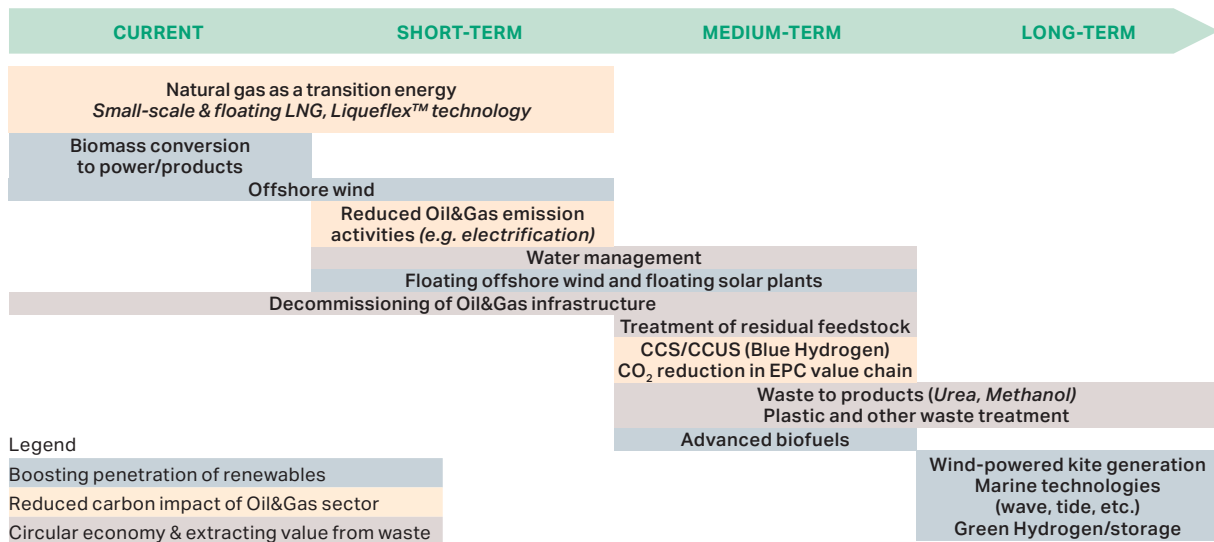 CURRENT SHORT-TERM MEDIUM-TERM LONG-TERM
Natural gas as a transition energy
Small-scale & floating LNG, Liqueflex™ technology
Biomass conversion
to power/products
Offshore wind
Reduced Oil&Gas emission
activities (e.g. electrification)
Water management
Floating offshore wind and floating solar plants
Decommissioning of Oil&Gas infrastructure
Treatment of residual feedstock
CCS/CCUS (Blue Hydrogen)
CO₂ reduction in EPC value chain
Waste to products (Urea, Methanol)
Plastic and other waste treatment
Advanced biofuels
Wind-powered kite generation
Marine technologies
(wave, tide, etc.)
Green Hydrogen/storage
Legend
Boosting penetration of renewables
Reduced carbon impact of Oil&Gas sector
Circular economy & extracting value from waste